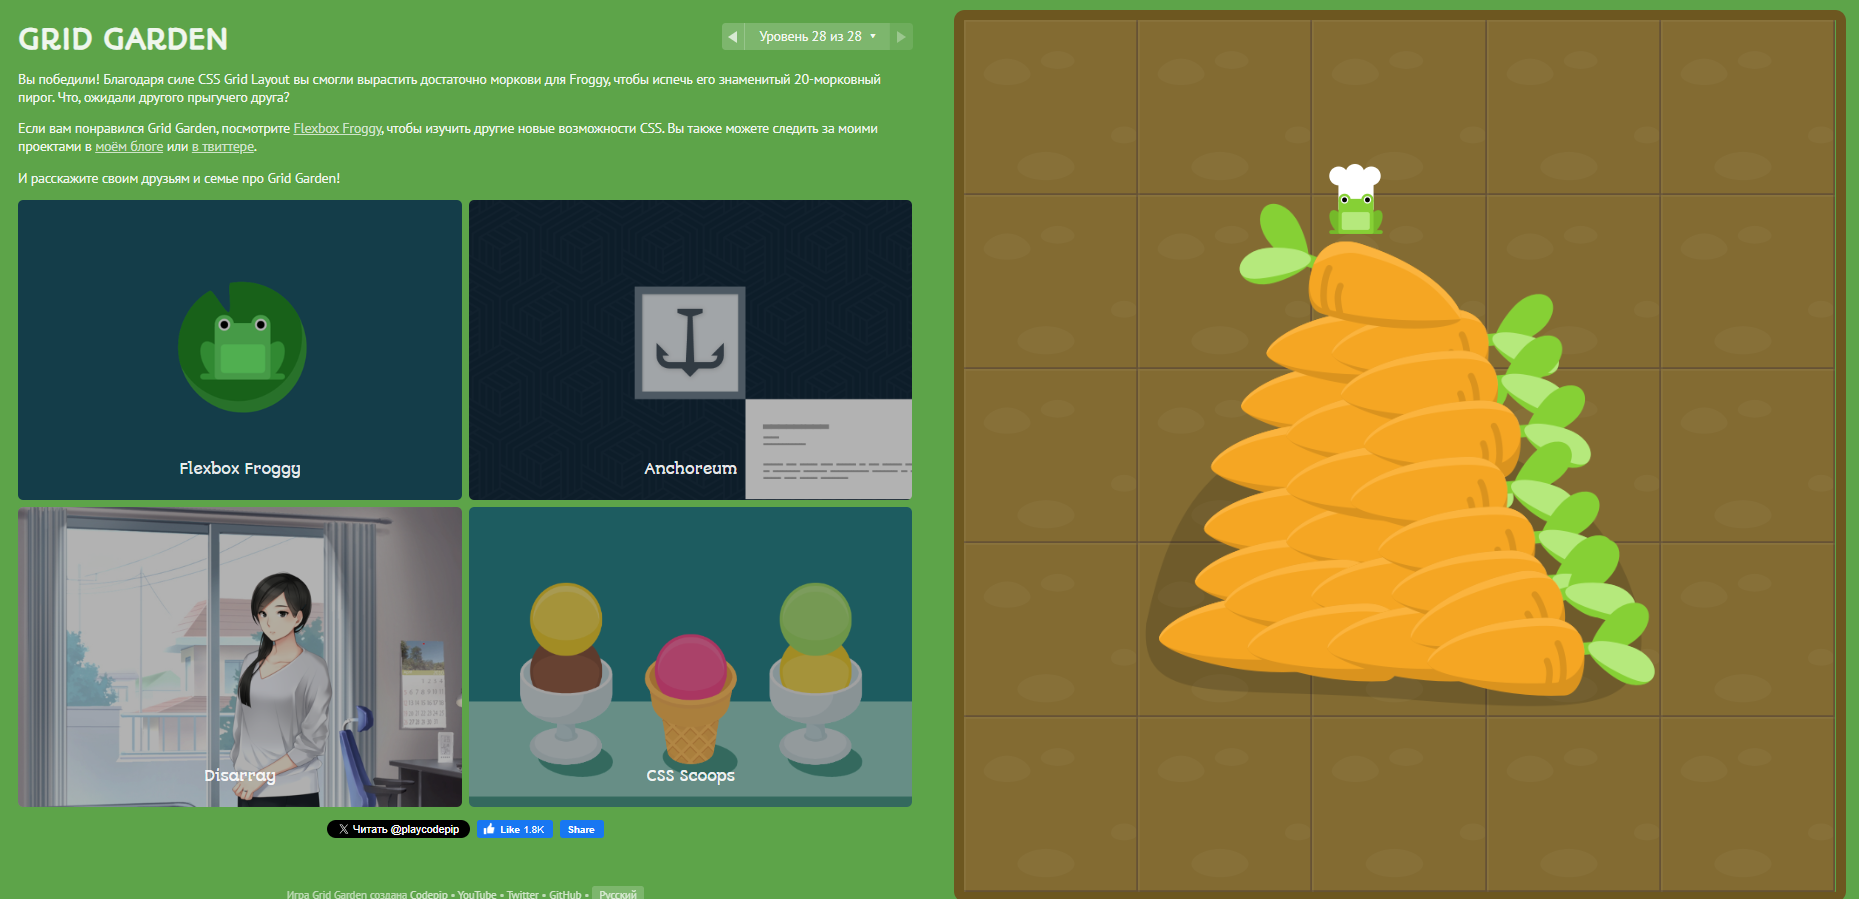 GRID GARDEN
Уровень 28 из 28
Вы победили! Благодаря силе CSS Grid Layout вы смогли вырастить достаточно моркови для Froggy, чтобы испечь его знаменитый 20-морковный
пирог. Что, ожидали другого прыгучего друга?
Если вам понравился Grid Garden, посмотрите Flexbox Froggy, чтобы изучить другие новые возможности CSS. Вы также можете следить за моими
проектами в моём блоге или в твиттере.
И расскажите своим друзьям и семье про Grid Garden!
Flexbox Froggy
Anchoreum
Disarray
CSS Scoops
Читать @playcodepip
Like 1.8K
Share
Игра Grid Garden создана Codepip • YouTube • Twitter • GitHub • Русский